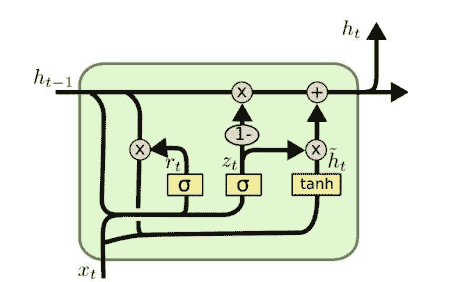 h_t
h_{t-1}
x +
1-
x r_t z_t x h̃_t
σ σ tanh
x_t